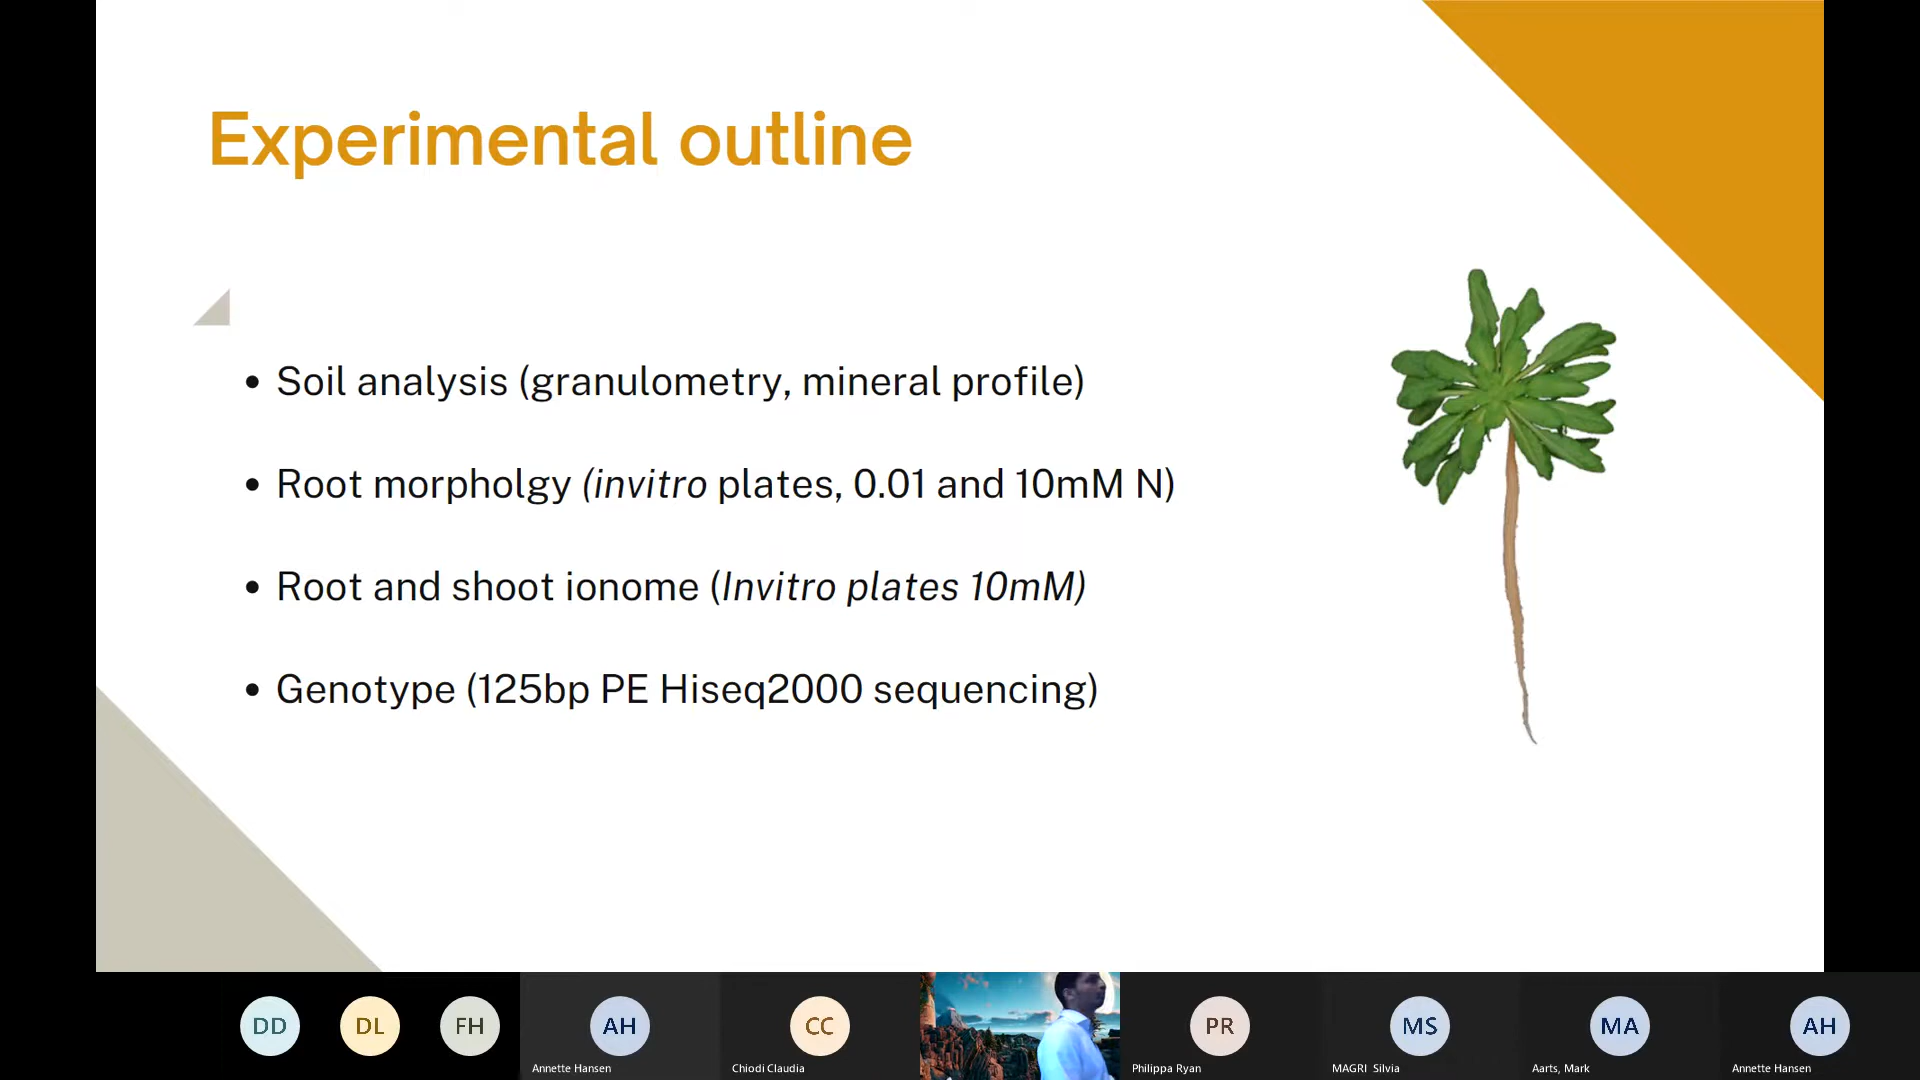 Experimental outline
• Soil analysis (granulometry, mineral profile)
• Root morpholgy (invitro plates, 0.01 and 10mM N)
• Root and shoot ionome (Invitro plates 10mM)
• Genotype (125bp PE Hiseq2000 sequencing)
DD DL FH AH CC PR MS MA AH
Annette Hansen Chiodi Claudia Philippa Ryan MAGRI Silvia Aarts, Mark Annette Hansen